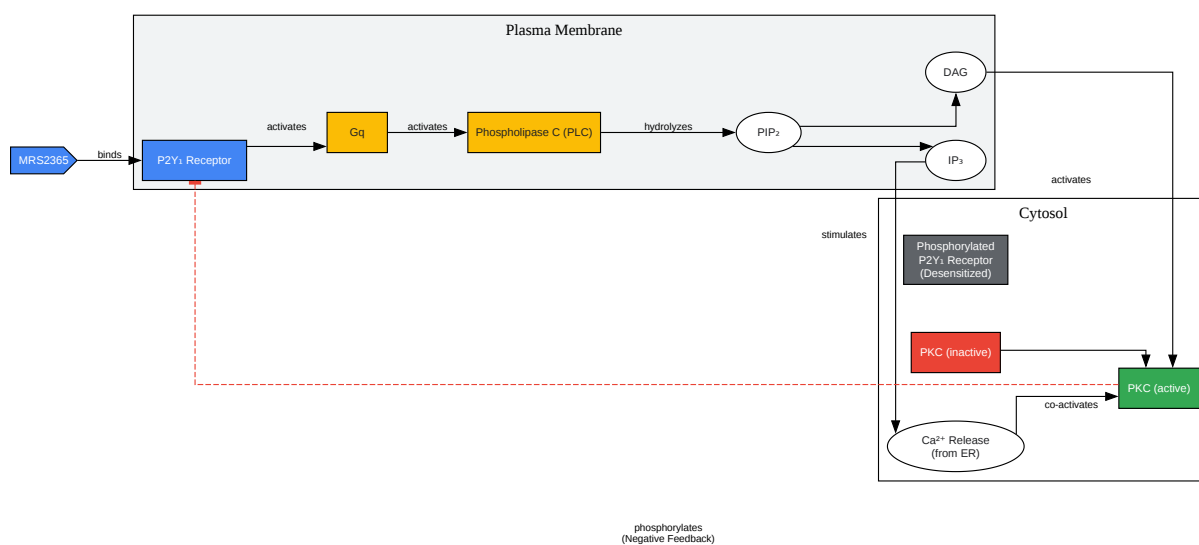 Plasma Membrane
DAG
activates
Gq
activates
Phospholipase C (PLC)
hydrolyzes
PIP₂
MRS2365
binds
P2Y₁ Receptor
IP₃
activates
Cytosol
stimulates
Phosphorylated
P2Y₁ Receptor
(Desensitized)
PKC (inactive)
PKC (active)
co-activates
Ca²⁺ Release
(from ER)
phosphorylates
(Negative Feedback)